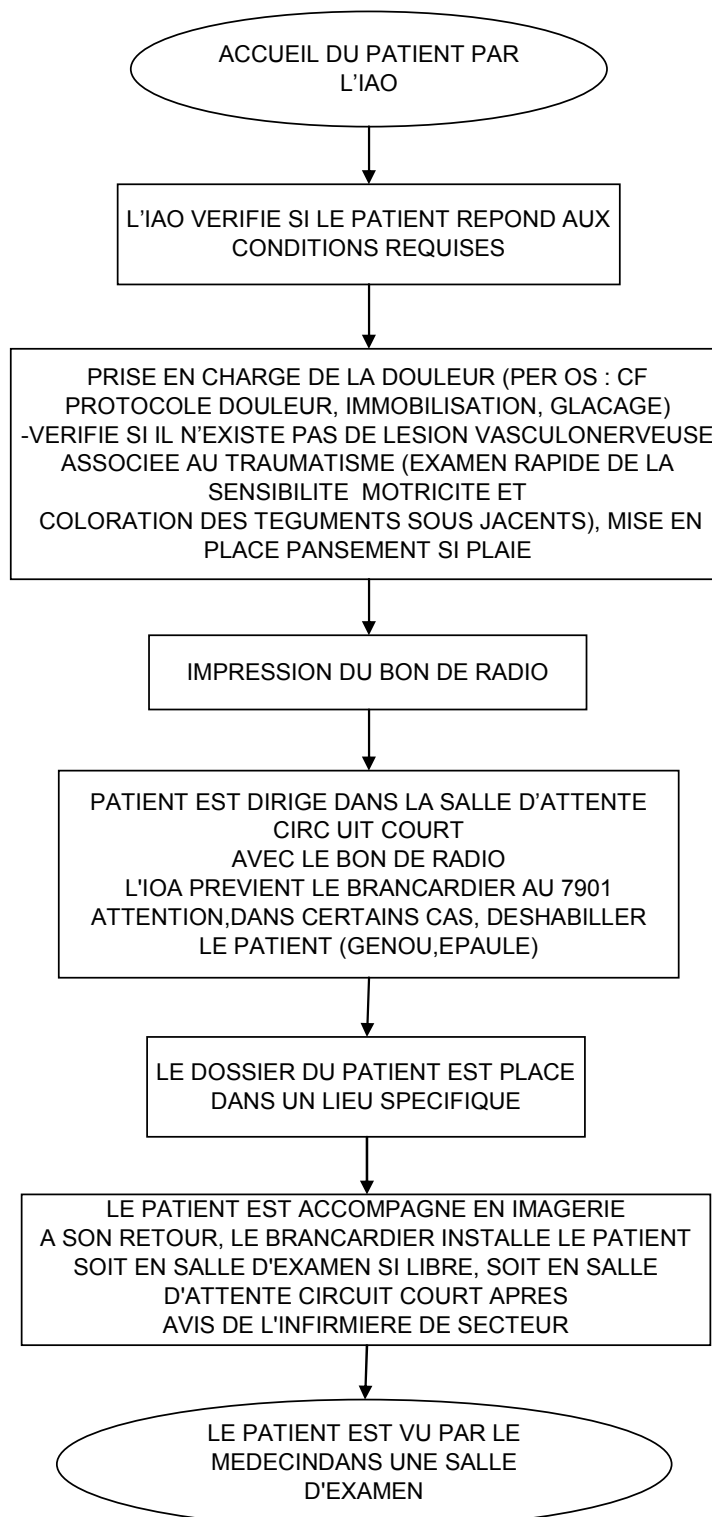 ACCUEIL DU PATIENT PAR
L’IAO
L’IAO VERIFIE SI LE PATIENT REPOND AUX
CONDITIONS REQUISES
PRISE EN CHARGE DE LA DOULEUR (PER OS : CF
PROTOCOLE DOULEUR, IMMOBILISATION, GLACAGE)
-VERIFIE SI IL N’EXISTE PAS DE LESION VASCULONERVEUSE
ASSOCIEE AU TRAUMATISME (EXAMEN RAPIDE DE LA
SENSIBILITE MOTRICITE ET
COLORATION DES TEGUMENTS SOUS JACENTS), MISE EN
PLACE PANSEMENT SI PLAIE
IMPRESSION DU BON DE RADIO
PATIENT EST DIRIGE DANS LA SALLE D’ATTENTE
CIRC UIT COURT
AVEC LE BON DE RADIO
L'IOA PREVIENT LE BRANCARDIER AU 7901
ATTENTION,DANS CERTAINS CAS, DESHABILLER
LE PATIENT (GENOU,EPAULE)
LE DOSSIER DU PATIENT EST PLACE
DANS UN LIEU SPECIFIQUE
LE PATIENT EST ACCOMPAGNE EN IMAGERIE
A SON RETOUR, LE BRANCARDIER INSTALLE LE PATIENT
SOIT EN SALLE D'EXAMEN SI LIBRE, SOIT EN SALLE
D'ATTENTE CIRCUIT COURT APRES
AVIS DE L'INFIRMIERE DE SECTEUR
LE PATIENT EST VU PAR LE
MEDECINDANS UNE SALLE
D'EXAMEN